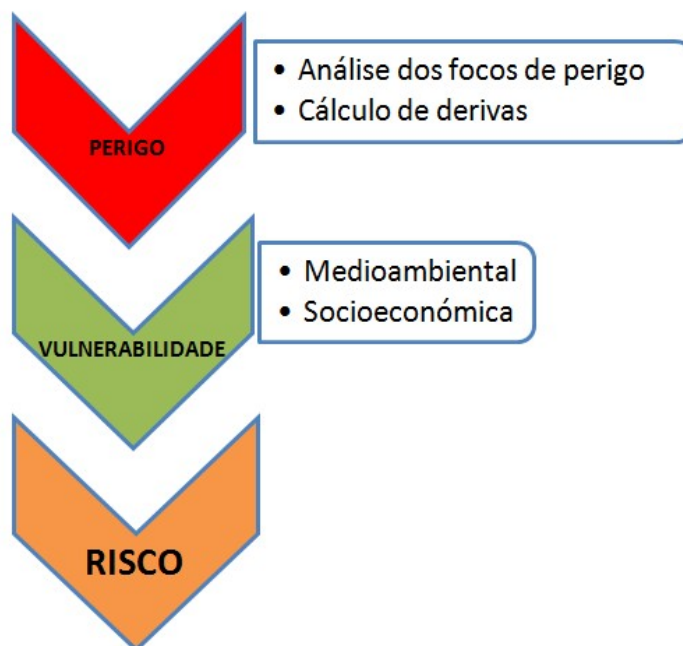 • Análise dos focos de perigo
• Cálculo de derivas
PERIGO
• Medioambiental
• Socioeconómica
VULNERABILIDADE
RISCO